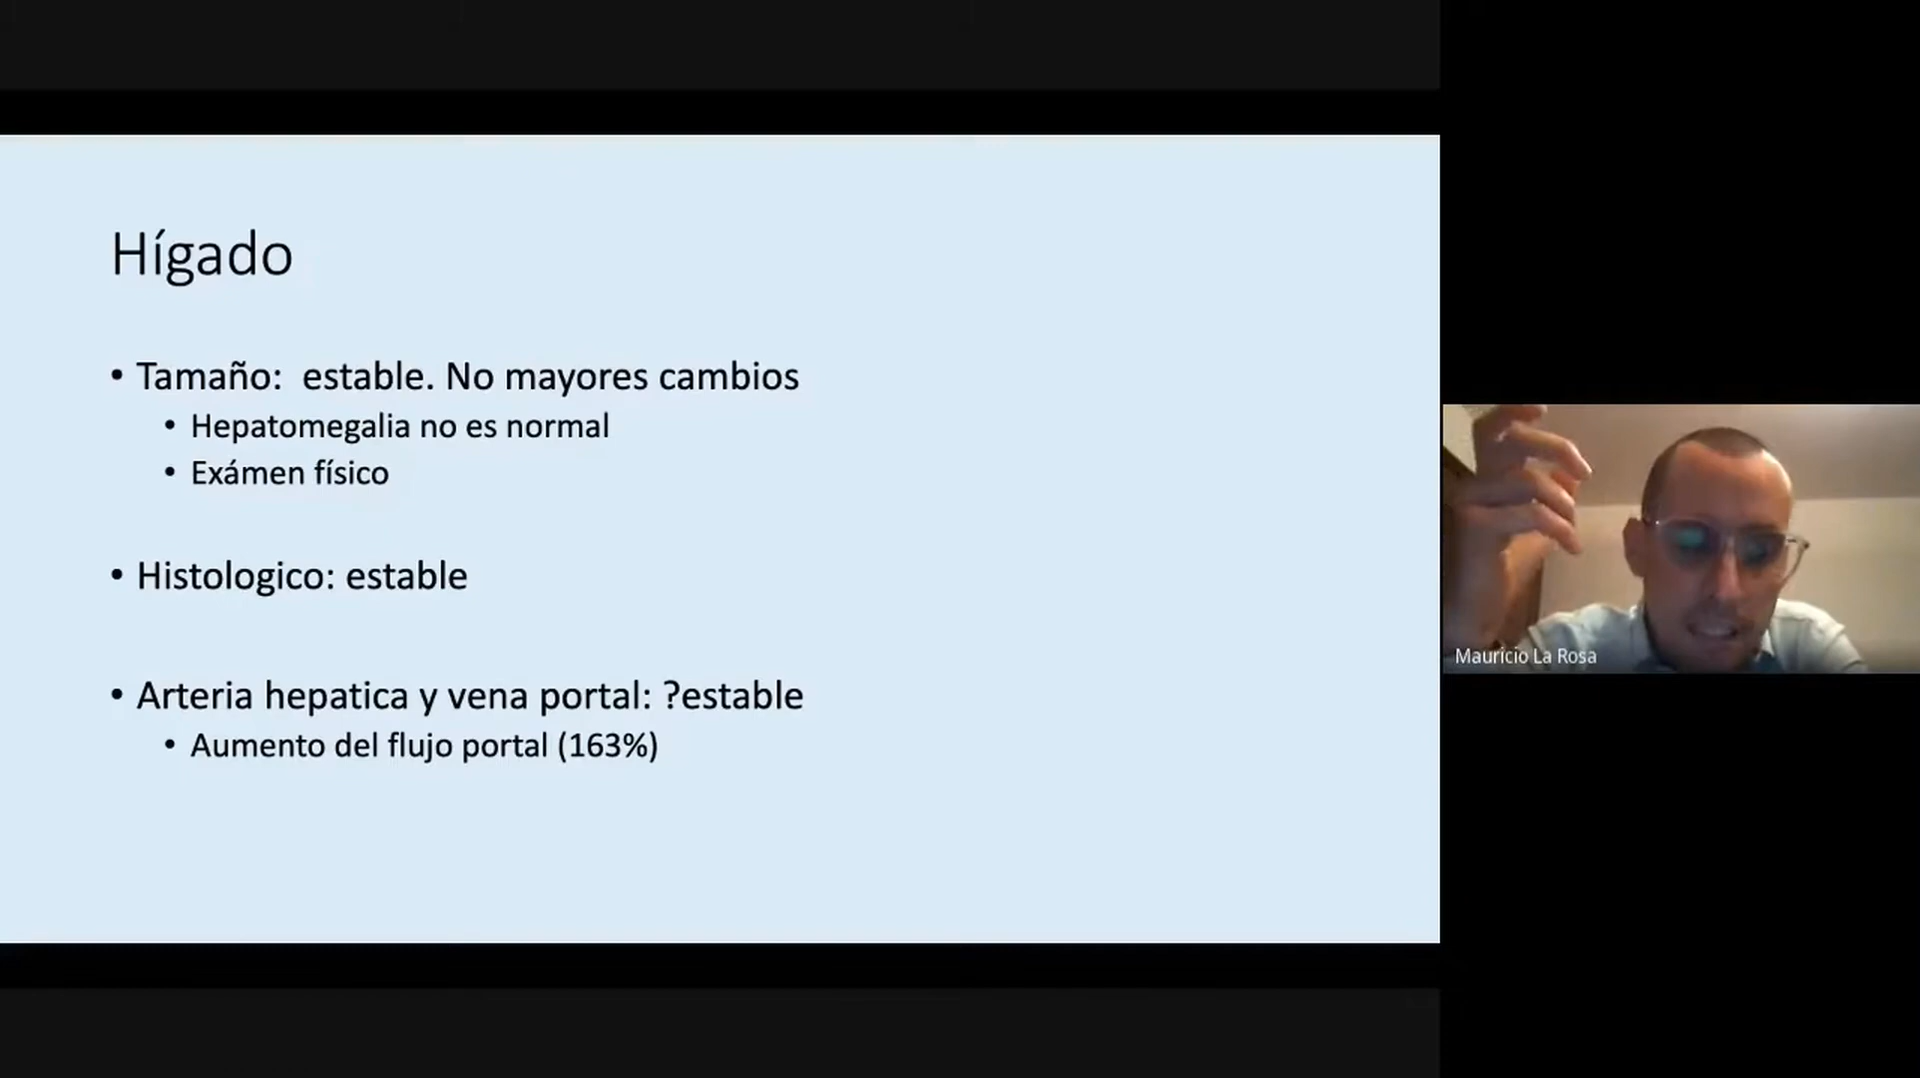 Hígado
• Tamaño:  estable. No mayores cambios
• Hepatomegalia no es normal
• Exámen físico
• Histologico: estable
• Arteria hepatica y vena portal: ?estable
• Aumento del flujo portal (163%)
Mauricio La Rosa